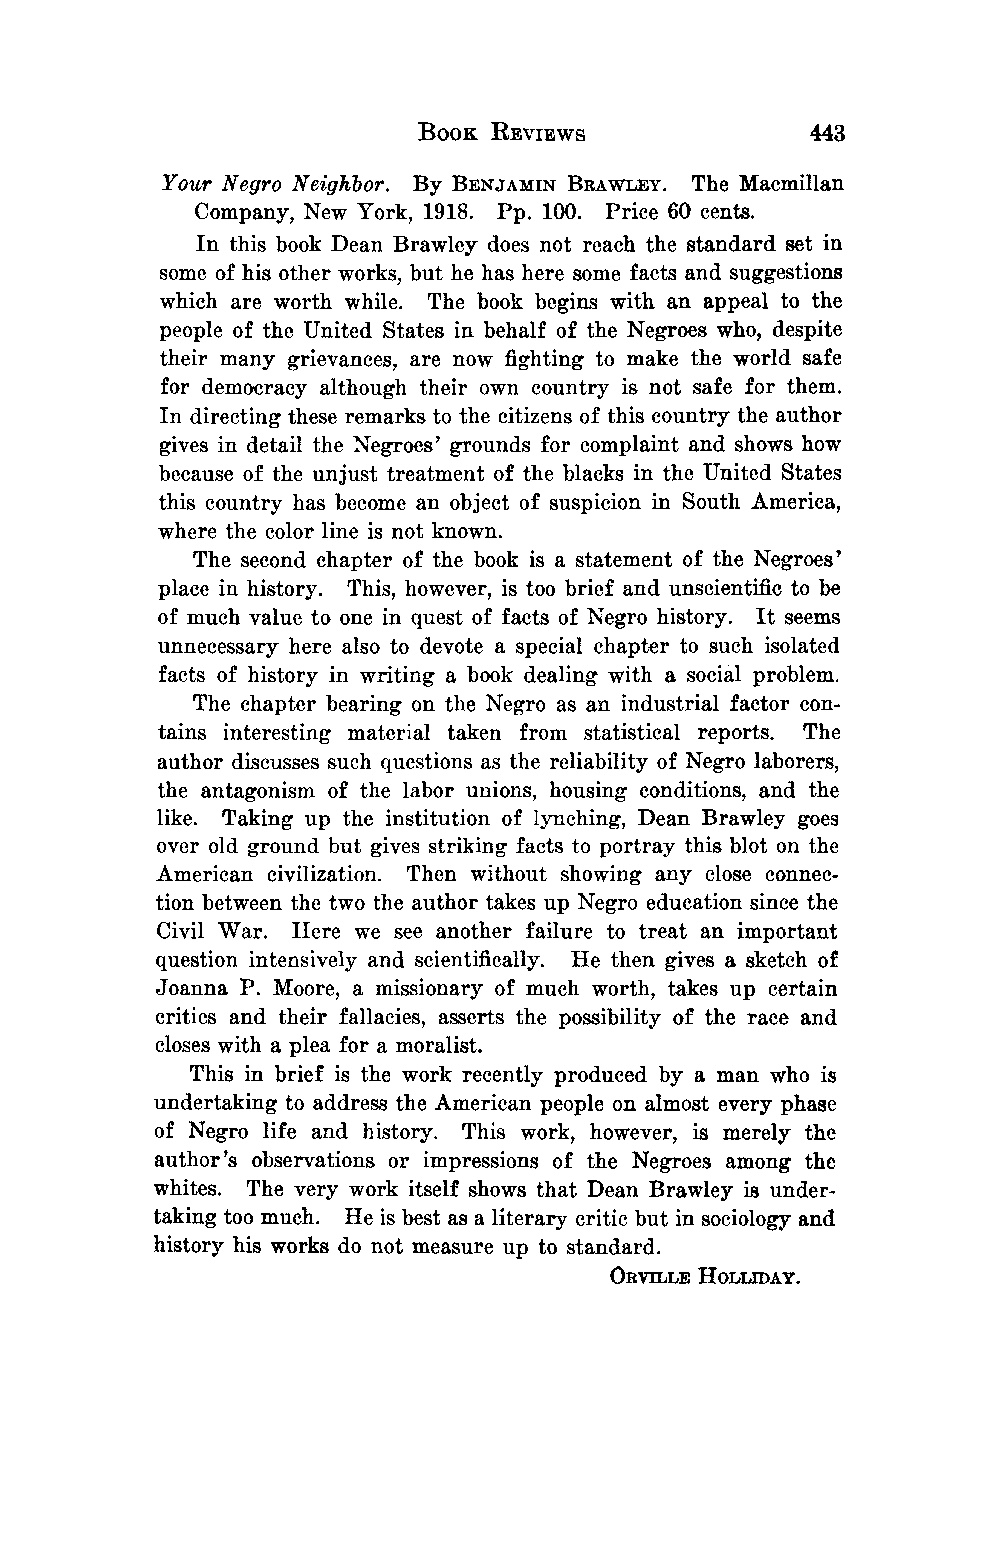 BOOK REVIEWS 443
Your Negro Neighbor. By BENJAMIN BRAWLEY. The Macmillan
Company, New York, 1918. Pp. 100. Price 60 cents.
In this book Dean Brawley does not reach the standard set in
some of his other works, but he has here some facts and suggestions
which are worth while. The book begins with an appeal to the
people of the United States in behalf of the Negroes who, despite
their many grievances, are now fighting to make the world safe
for democracy although their own country is not safe for them.
In directing these remarks to the citizens of this country the author
gives in detail the Negroes' grounds for complaint and shows how
because of the unjust treatment of the blacks in the United States
this country has become an object of suspicion in South America,
where the color line is not known.
The second chapter of the book is a statement of the Negroes'
place in history. This, however, is too brief and unscientific to be
of much value to one in quest of facts of Negro history. It seems
unnecessary here also to devote a special chapter to such isolated
facts of history in writing a book dealing with a social problem.
The chapter bearing on the Negro as an industrial factor con-
tains interesting material taken from statistical reports. The
author discusses such questions as the reliability of Negro laborers,
the antagonism of the labor unions, housing conditions, and the
like. Taking up the institution of lynching, Dean Brawley goes
over old ground but gives striking facts to portray this blot on the
American civilization. Then without showing any close connec-
tion between the two the author takes up Negro education since the
Civil War. Here we see another failure to treat an important
question intensively and scientifically. He then gives a sketch of
Joanna P. Moore, a missionary of much worth, takes up certain
critics and their fallacies, asserts the possibility of the race and
closes with a plea for a moralist.
This in brief is the work recently produced by a man who is
undertaking to address the American people on almost every phase
of Negro life and history. This work, however, is merely the
author's observations or impressions of the Negroes among the
whites. The very work itself shows that Dean Brawley is under-
taking too much. He is best as a literary critic but in sociology and
history his works do not measure up to standard.
ORVILLE HOLLIDAY.